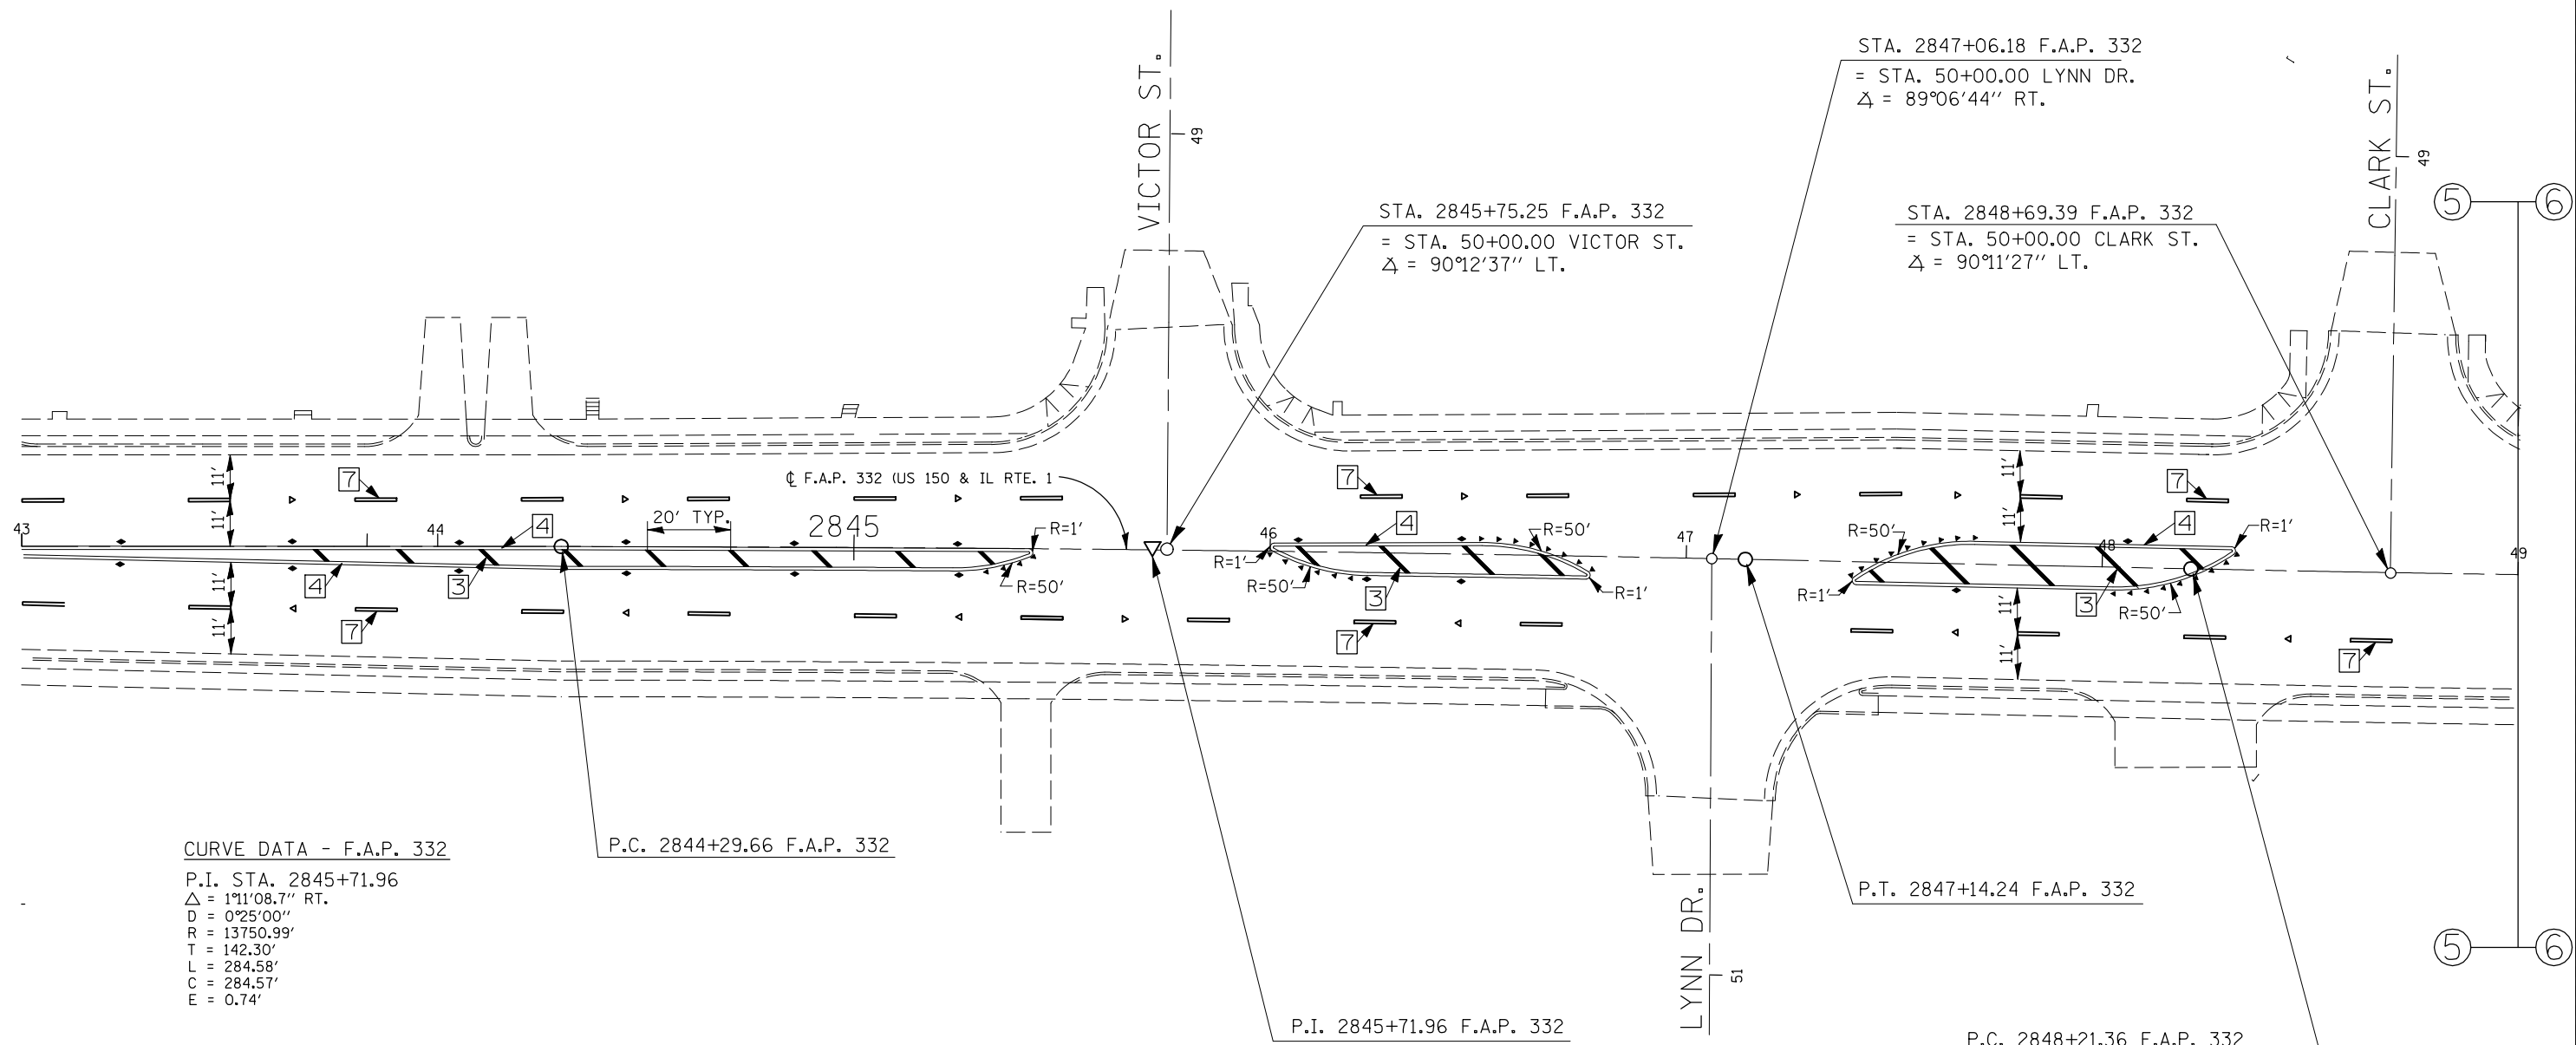 STA. 2847+06.18 F.A.P. 332
= STA. 50+00.00 LYNN DR.
∡ = 89°06'44" RT.
VICTOR ST.
49
CLARK ST.
49
STA. 2845+75.25 F.A.P. 332
= STA. 50+00.00 VICTOR ST.
∡ = 90°12'37" LT.
STA. 2848+69.39 F.A.P. 332
= STA. 50+00.00 CLARK ST.
∡ = 90°11'27" LT.
5 6
11'
7
℄ F.A.P. 332 (US 150 & IL RTE. 1
7
11'
7
43
11'
44
4
20' TYP.
2845
R=1'
46
4
R=50'
47
R=50'
11'
4
48
R=1'
49
4
3
11'
R=50'
R=1'
R=50'
3
R=1'
R=1'
3
R=50'
11'
11'
7
7
11'
7
CURVE DATA - F.A.P. 332
P.I. STA. 2845+71.96
△ = 1°11'08.7" RT.
D = 0°25'00"
R = 13750.99'
T = 142.30'
L = 284.58'
C = 284.57'
E = 0.74'
P.C. 2844+29.66 F.A.P. 332
P.T. 2847+14.24 F.A.P. 332
LYNN DR.
51
5 6
P.I. 2845+71.96 F.A.P. 332
P.C. 2848+21.36 F.A.P. 332